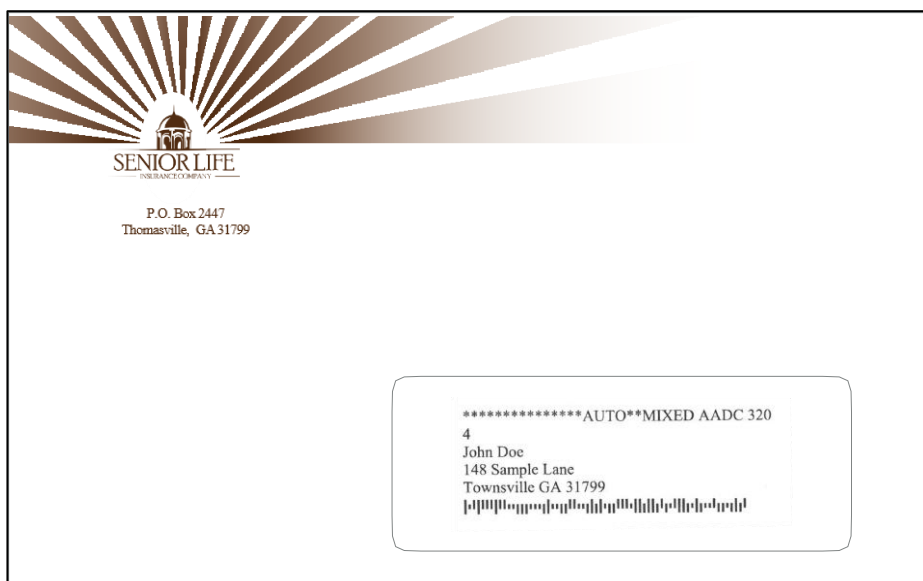 SENIOR LIFE
INSURANCE COMPANY
P.O. Box 2447
Thomasville, GA 31799
***************AUTO**MIXED AADC 320
4
John Doe
148 Sample Lane
Townsville GA 31799